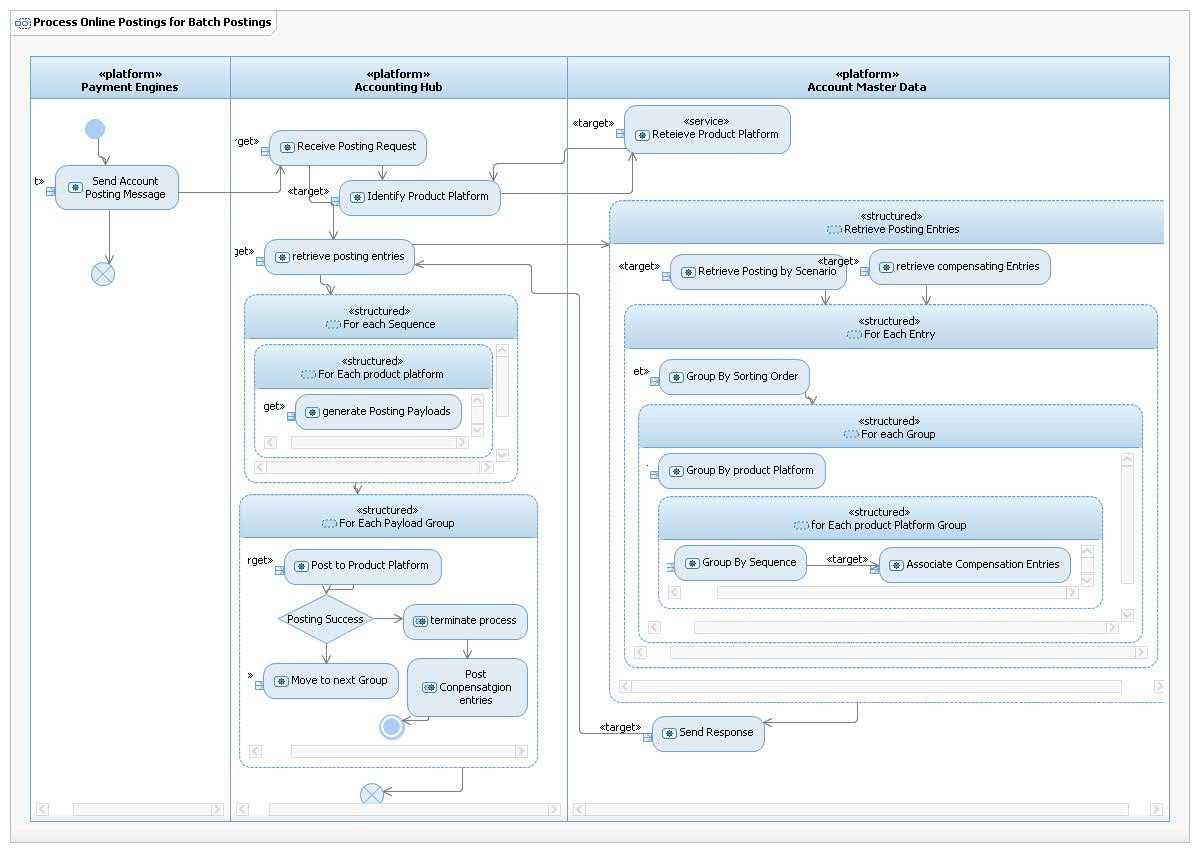 Process Online Postings for Batch Postings
«platform»
Payment Engines
«platform»
Accounting Hub
«platform»
Account Master Data
t»
Send Account
Posting Message
rget»
Receive Posting Request
«target»
Identify Product Platform
get»
retrieve posting entries
«structured»
For each Sequence
«structured»
For Each product platform
get»
generate Posting Payloads
«structured»
For Each Payload Group
rget»
Post to Product Platform
Posting Success
terminate process
»
Move to next Group
Post
Conpensatgion
entries
«target»
«service»
Reteieve Product Platform
«structured»
Retrieve Posting Entries
«target»
Retrieve Posting by Scenario
«target»
retrieve compensating Entries
«structured»
For Each Entry
et»
Group By Sorting Order
«structured»
For each Group
Group By product Platform
«structured»
for Each product Platform Group
Group By Sequence
«target»
Associate Compensation Entries
«target»
Send Response